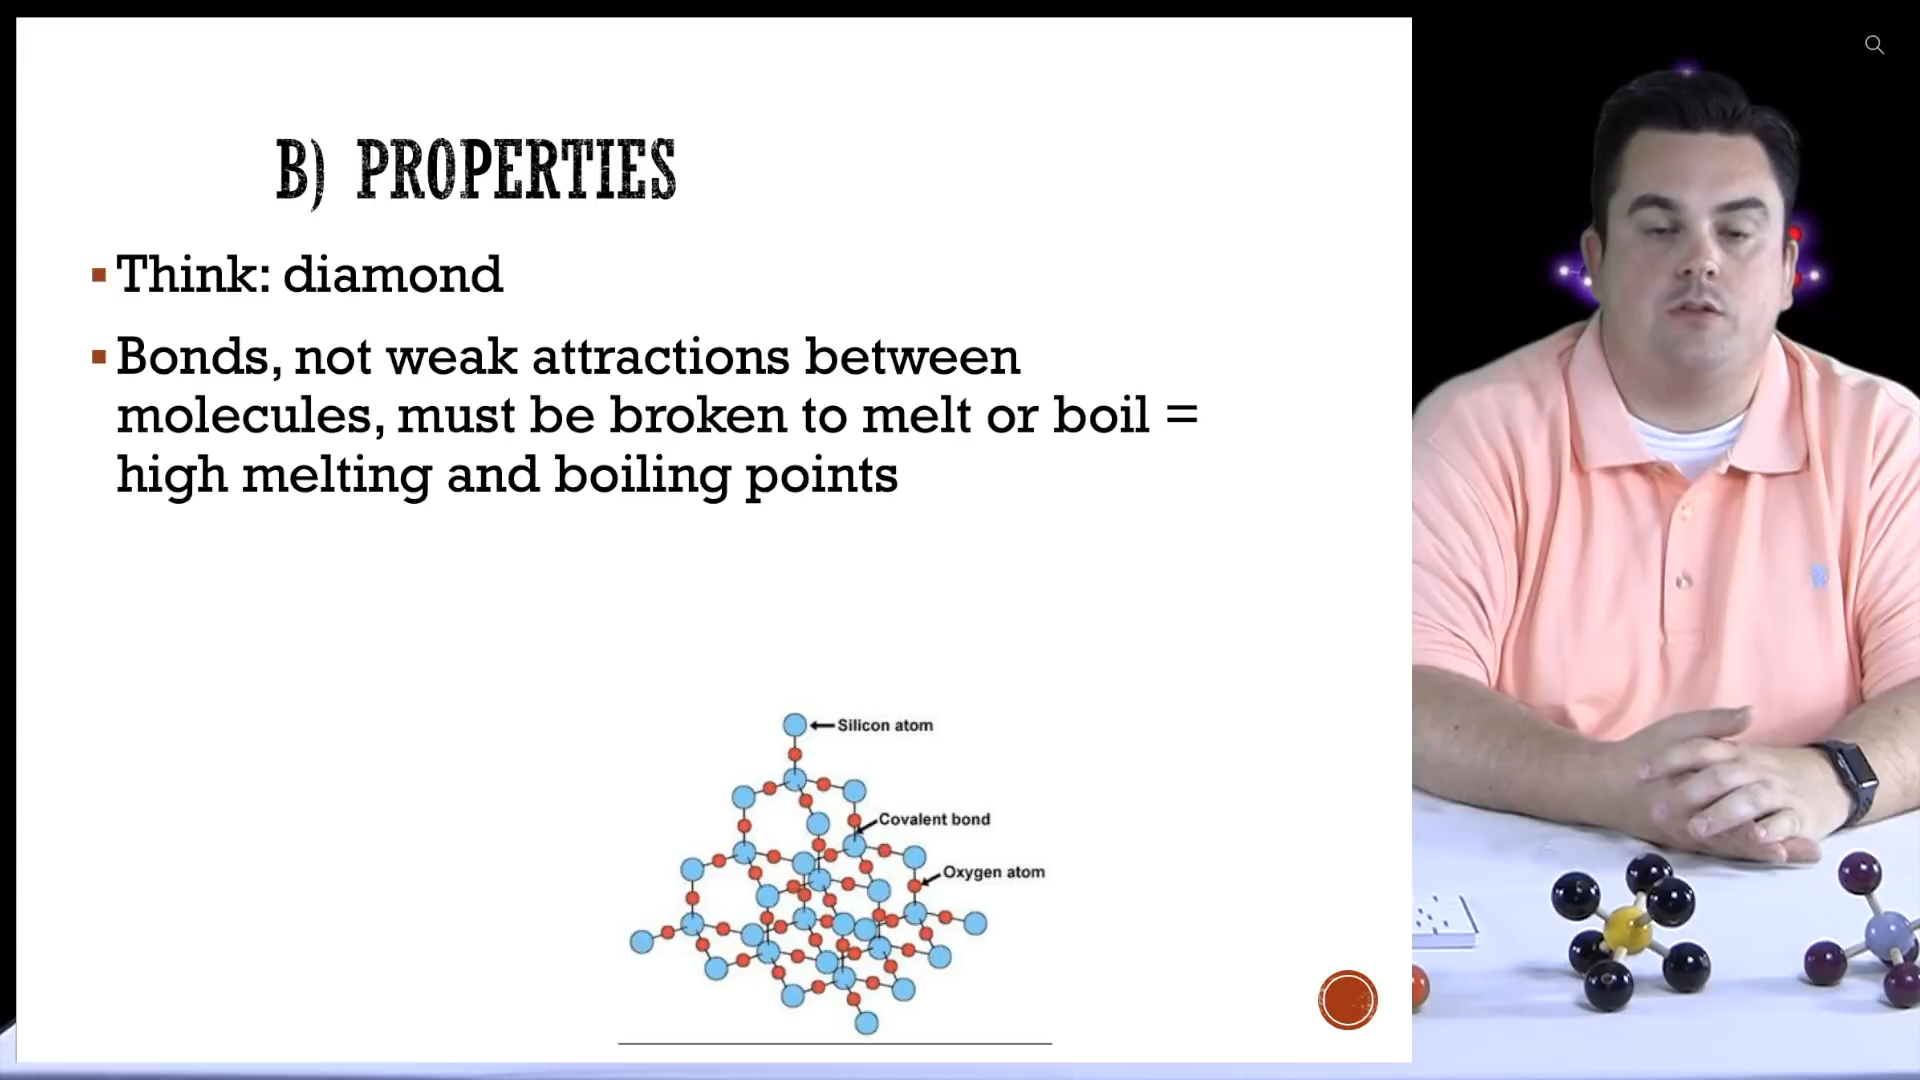 B) PROPERTIES
Think: diamond
Bonds, not weak attractions between
molecules, must be broken to melt or boil =
high melting and boiling points
Silicon atom
Covalent bond
Oxygen atom